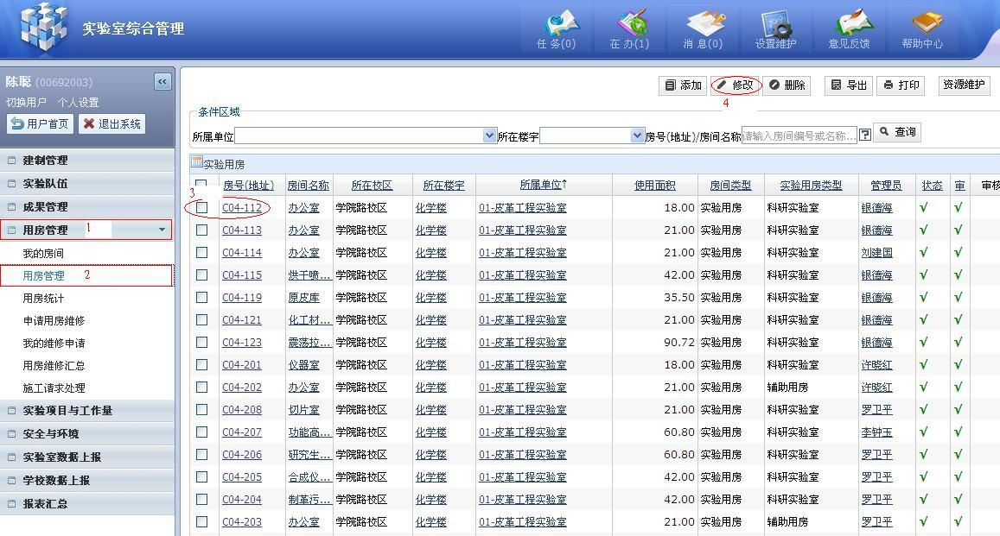 实验室综合管理
任 务(0) 在 办(1) 消 息(0) 设置维护 意见反馈 帮助中心
陈聪 (00692003)
切换用户 个人设置
用户首页 退出系统
建制管理
实验队伍
成果管理
用房管理 1
我的房间
用房管理 2
用房统计
申请用房维修
我的维修申请
用房维修汇总
施工请求处理
实验项目与工作量
安全与环境
实验室数据上报
学校数据上报
报表汇总
添加 修改 删除 导出 打印 资源维护
4
条件区域
所属单位 所在楼宇 房号(地址)/房间名称 请输入房间编号或名称... ? 查询
实验用房
房号(地址) 房间名称 所在校区 所在楼宇 所属单位↑ 使用面积 房间类型 实验用房类型 管理员 状态 审 审核
3
C04-112 办公室 学院路校区 化学楼 01-皮革工程实验室 18.00 实验用房 科研实验室 银德海 √ √
C04-113 办公室 学院路校区 化学楼 01-皮革工程实验室 21.00 实验用房 科研实验室 银德海 √ √
C04-114 办公室 学院路校区 化学楼 01-皮革工程实验室 21.00 实验用房 科研实验室 刘建国 √ √
C04-115 烘干喷... 学院路校区 化学楼 01-皮革工程实验室 42.00 实验用房 科研实验室 银德海 √ √
C04-119 原皮库 学院路校区 化学楼 01-皮革工程实验室 35.50 实验用房 科研实验室 银德海 √ √
C04-121 化工材... 学院路校区 化学楼 01-皮革工程实验室 21.00 实验用房 科研实验室 银德海 √ √
C04-123 震荡拉... 学院路校区 化学楼 01-皮革工程实验室 90.72 实验用房 科研实验室 银德海 √ √
C04-201 仪器室 学院路校区 化学楼 01-皮革工程实验室 18.00 实验用房 科研实验室 许晓红 √ √
C04-202 办公室 学院路校区 化学楼 01-皮革工程实验室 21.00 实验用房 辅助用房 许晓红 √ √
C04-208 切片室 学院路校区 化学楼 01-皮革工程实验室 21.00 实验用房 科研实验室 罗卫平 √ √
C04-207 功能高... 学院路校区 化学楼 01-皮革工程实验室 60.80 实验用房 科研实验室 李钟玉 √ √
C04-206 研究生... 学院路校区 化学楼 01-皮革工程实验室 60.80 实验用房 科研实验室 罗卫平 √ √
C04-205 合成仪... 学院路校区 化学楼 01-皮革工程实验室 42.00 实验用房 科研实验室 罗卫平 √ √
C04-204 制革污... 学院路校区 化学楼 01-皮革工程实验室 42.00 实验用房 科研实验室 罗卫平 √ √
C04-203 办公室 学院路校区 化学楼 01-皮革工程实验室 21.00 实验用房 辅助用房 罗卫平 √ √